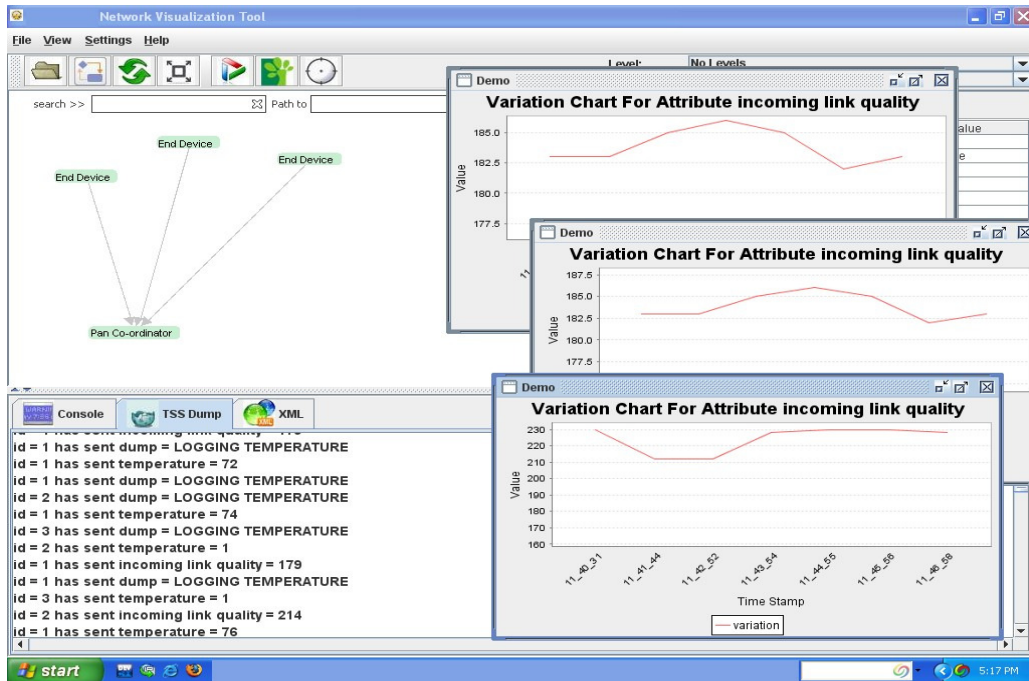 Network Visualization Tool
File View Settings Help
Level: No Levels
search >>
Path to
End Device
End Device
End Device
Pan Co-ordinator
alue
e
Demo
Variation Chart For Attribute incoming link quality
185.0
182.5
180.0
177.5
Value
Demo
Variation Chart For Attribute incoming link quality
187.5
185.0
182.5
180.0
177.5
Value
Demo
Variation Chart For Attribute incoming link quality
230
220
210
200
190
180
170
160
Value
11_40_31
11_41_44
11_42_52
11_43_54
11_44_55
11_46_58
Time Stamp
variation
Console
TSS Dump
XML
id = 1 has sent dump = LOGGING TEMPERATURE
id = 1 has sent temperature = 72
id = 1 has sent dump = LOGGING TEMPERATURE
id = 2 has sent dump = LOGGING TEMPERATURE
id = 1 has sent temperature = 74
id = 3 has sent dump = LOGGING TEMPERATURE
id = 2 has sent temperature = 1
id = 1 has sent incoming link quality = 179
id = 1 has sent dump = LOGGING TEMPERATURE
id = 3 has sent temperature = 1
id = 2 has sent incoming link quality = 214
id = 1 has sent temperature = 76
start
5:17 PM